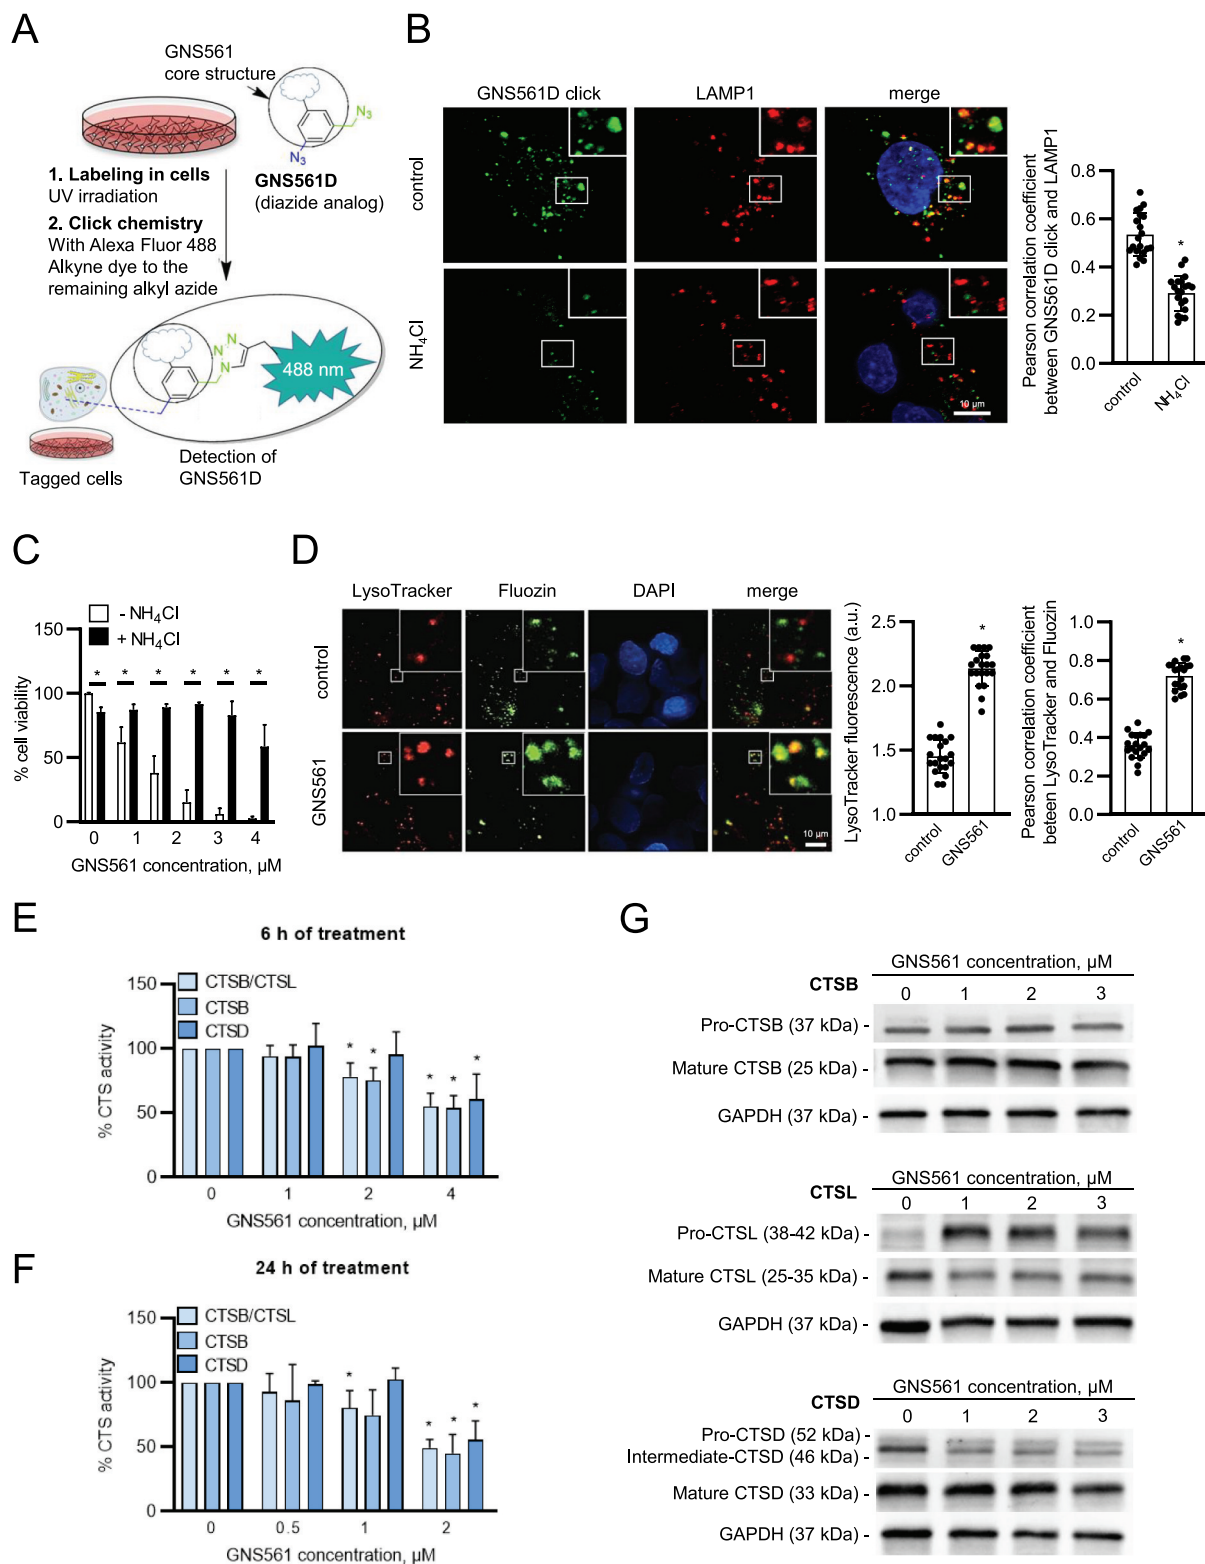 A
GNS561
core structure
N3
N3
GNS561D
(diazide analog)
1. Labeling in cells
UV irradiation
2. Click chemistry
With Alexa Fluor 488
Alkyne dye to the
remaining alkyl azide
N
N
N
488 nm
Tagged cells
Detection of
GNS561D
B
GNS561D click
LAMP1
merge
control
NH4Cl
10 µm
Pearson correlation coefficient
between GNS561D click and LAMP1
0.8
0.6
0.4
0.2
0.0
*
control
NH4Cl
C
- NH4Cl
+ NH4Cl
% cell viability
150
100
50
0
* * * * * *
0 1 2 3 4
GNS561 concentration, µM
D
LysoTracker
Fluozin
DAPI
merge
control
GNS561
10 µm
LysoTracker fluorescence (a.u.)
2.5
2.0
1.5
1.0
*
control
GNS561
Pearson correlation coefficient
beteen LysoTracker and Fluozin
1.0
0.8
0.6
0.4
0.2
0.0
*
control
GNS561
E
6 h of treatment
CTSB/CTSL
CTSB
CTSD
% CTS activity
150
100
50
0
* *
* * *
0 1 2 4
GNS561 concentration, µM
F
24 h of treatment
CTSB/CTSL
CTSB
CTSD
% CTS activity
150
100
50
0
*
* * *
0 0.5 1 2
GNS561 concentration, µM
G
GNS561 concentration, µM
CTSB
0 1 2 3
Pro-CTSB (37 kDa) -
Mature CTSB (25 kDa) -
GAPDH (37 kDa) -
GNS561 concentration, µM
CTSL
0 1 2 3
Pro-CTSL (38-42 kDa) -
Mature CTSL (25-35 kDa) -
GAPDH (37 kDa) -
GNS561 concentration, µM
CTSD
0 1 2 3
Pro-CTSD (52 kDa) -
Intermediate-CTSD (46 kDa) -
Mature CTSD (33 kDa) -
GAPDH (37 kDa) -